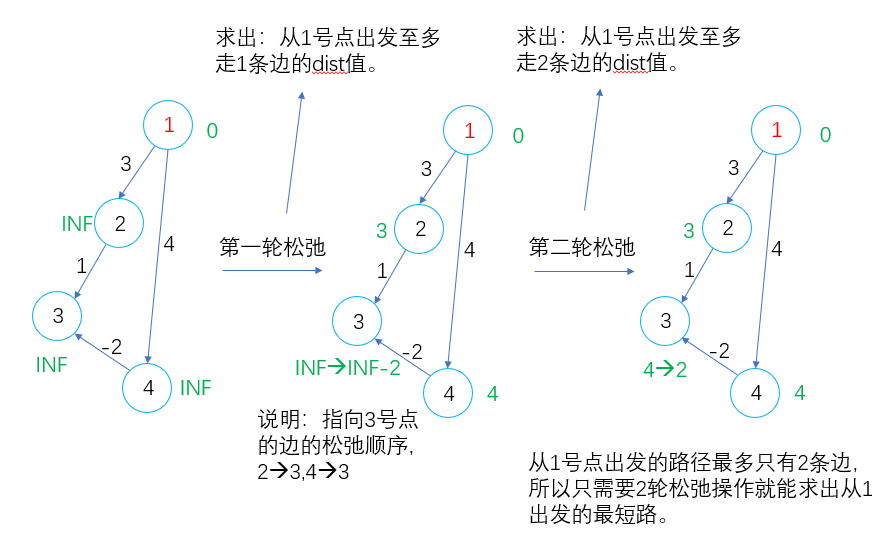 求出：从1号点出发至多
走1条边的dist值。
求出：从1号点出发至多
走2条边的dist值。
1
0
3
INF
2
4
1
3
-2
INF
4
INF
第一轮松弛
1
0
3
3
2
4
1
3
-2
INF→INF-2
4
4
说明：指向3号点
的边的松弛顺序,
2→3,4→3
第二轮松弛
1
0
3
3
2
4
1
3
-2
4→2
4
4
从1号点出发的路径最多只有2条边,
所以只需要2轮松弛操作就能求出从1
出发的最短路。